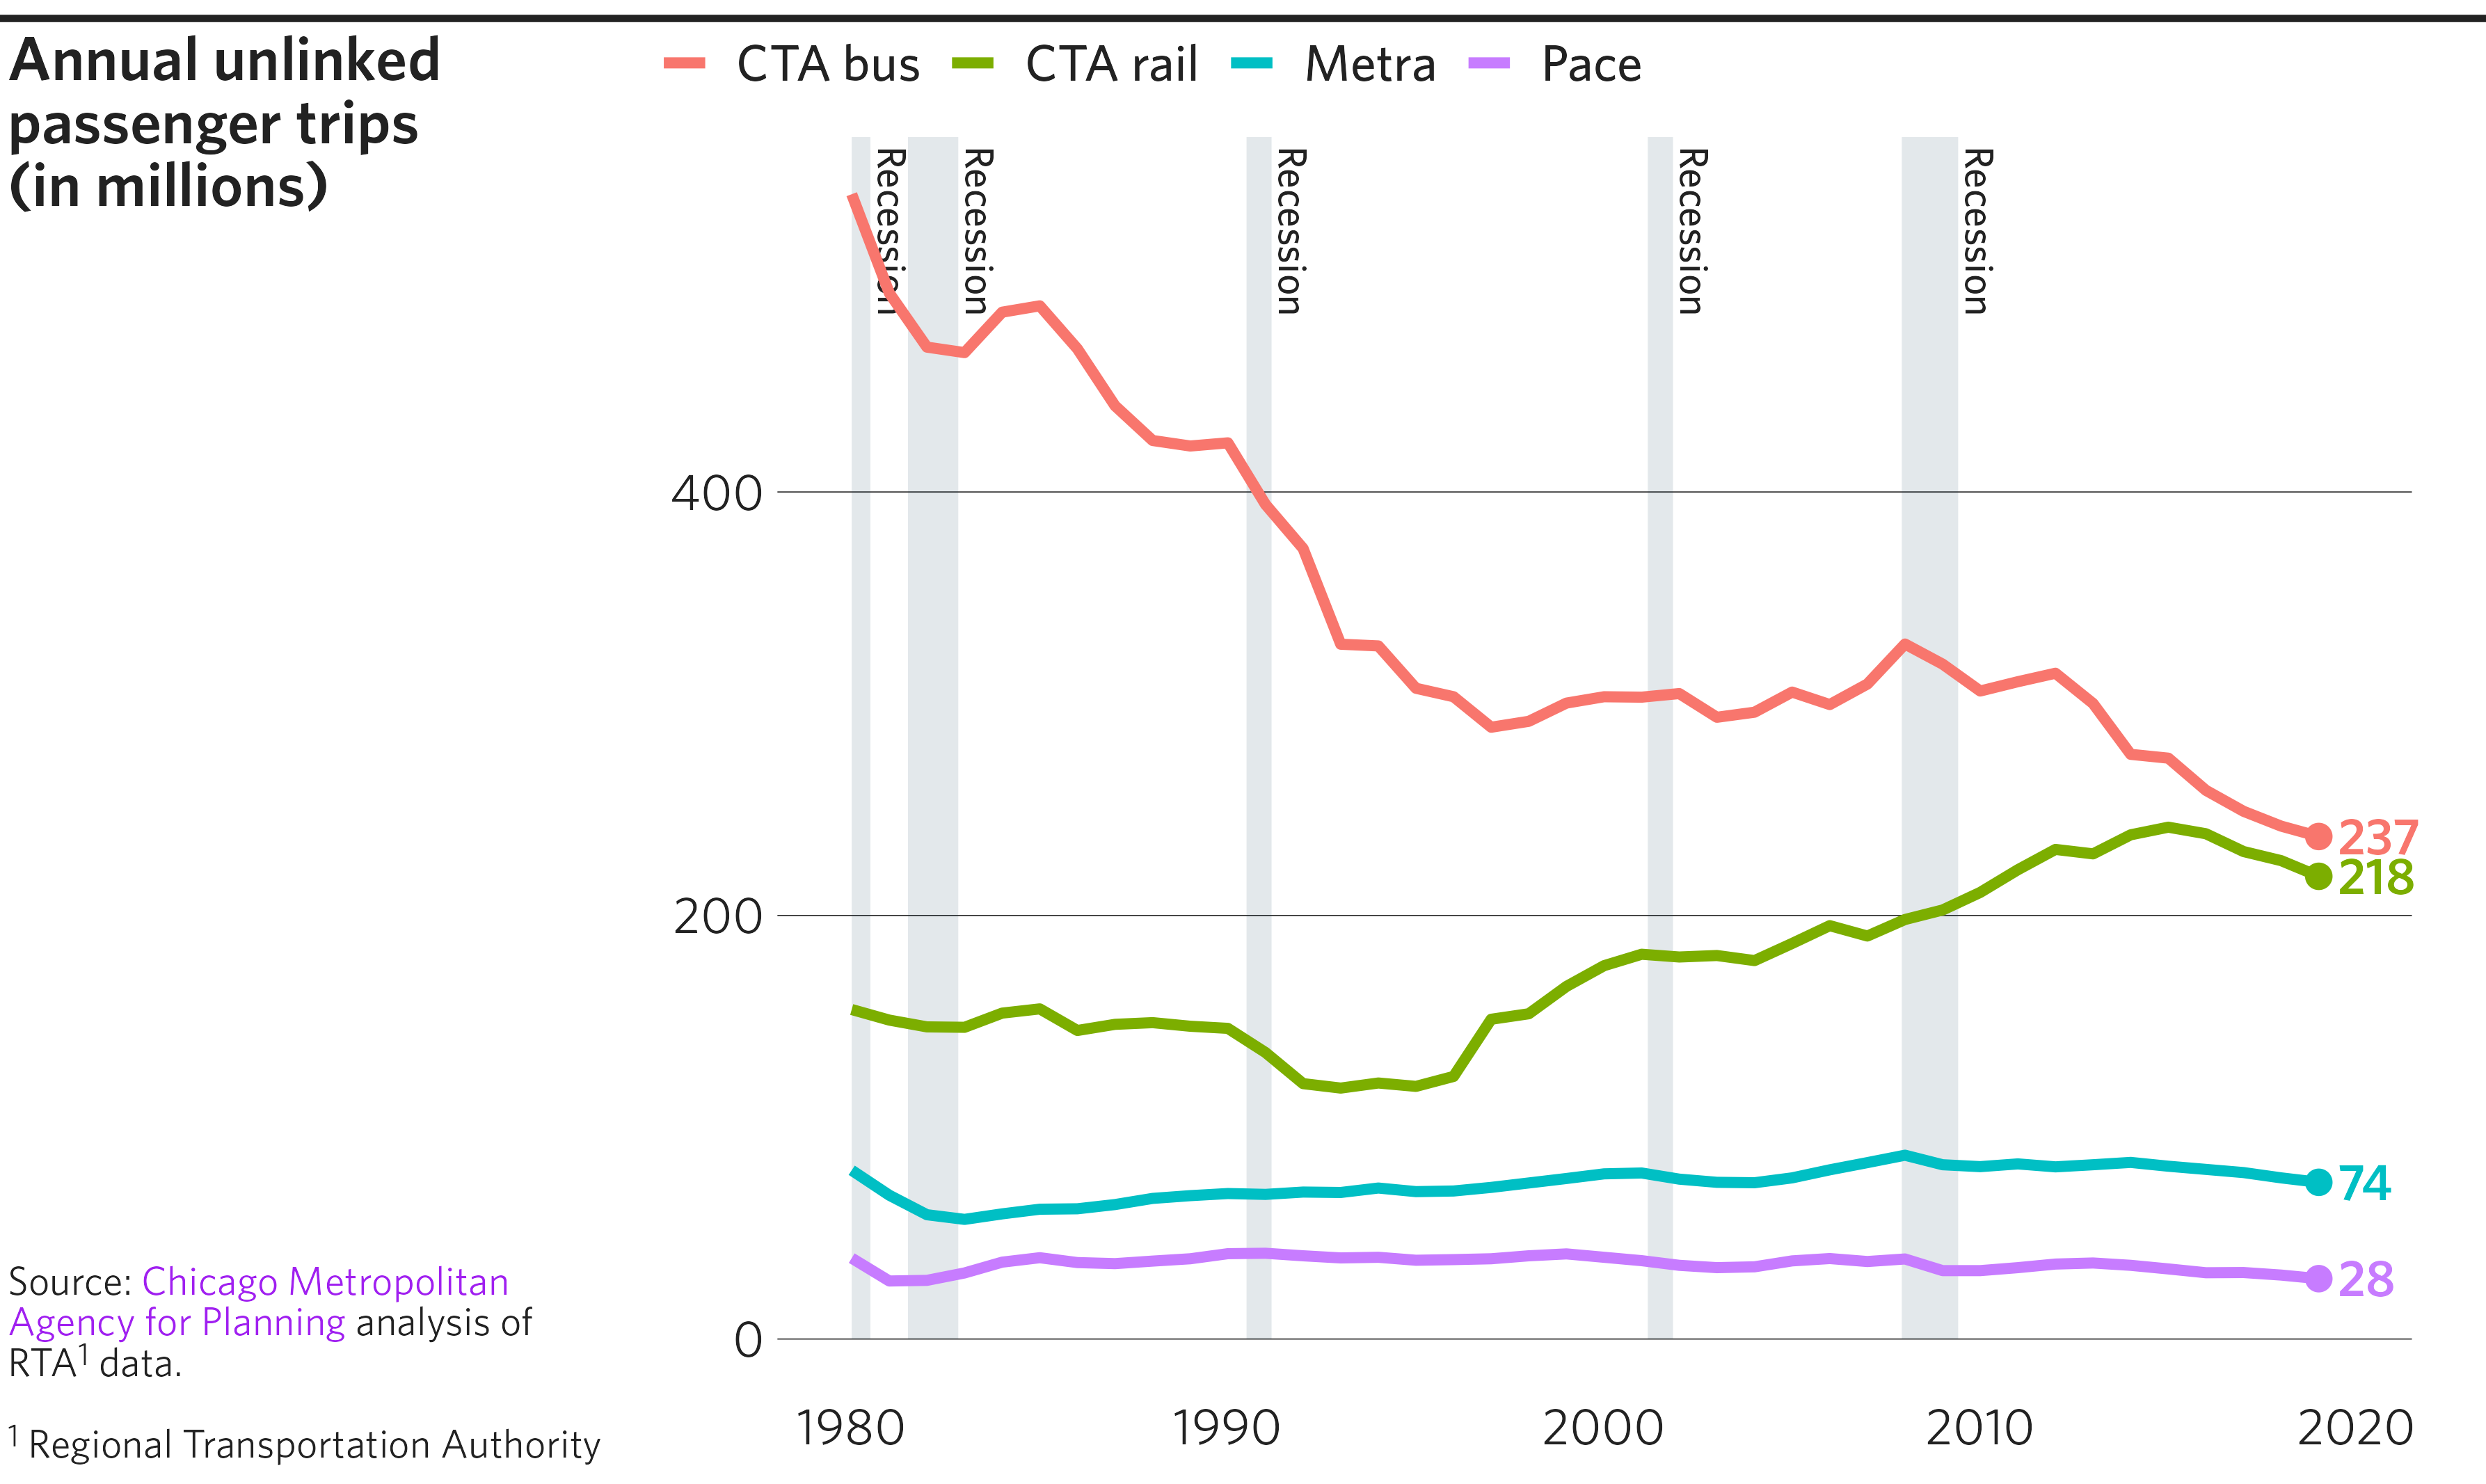 Annual unlinked
passenger trips
(in millions)
CTA bus CTA rail Metra Pace
Recession
Recession
Recession
Recession
Recession
400
200
0
237
218
74
28
1980 1990 2000 2010 2020
Source: Chicago Metropolitan
Agency for Planning analysis of
RTA¹ data.
¹ Regional Transportation Authority